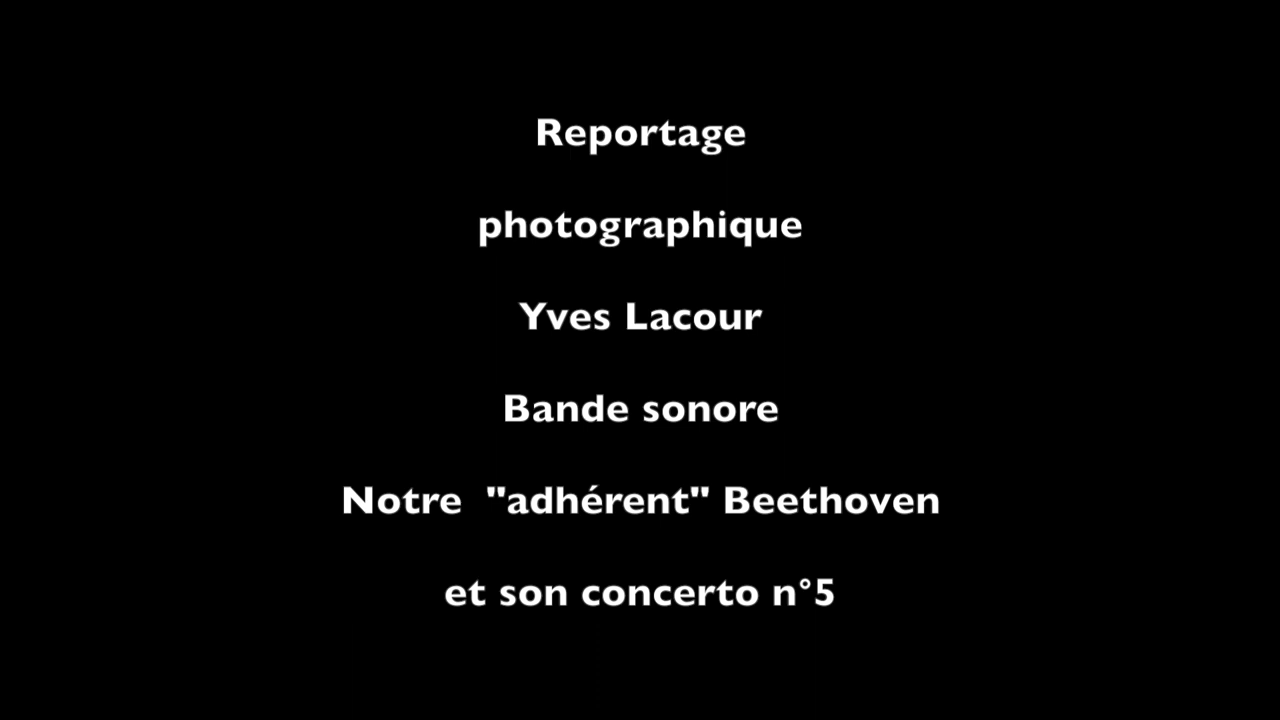 Reportage
photographique
Yves Lacour
Bande sonore
Notre  "adhérent" Beethoven
et son concerto n°5